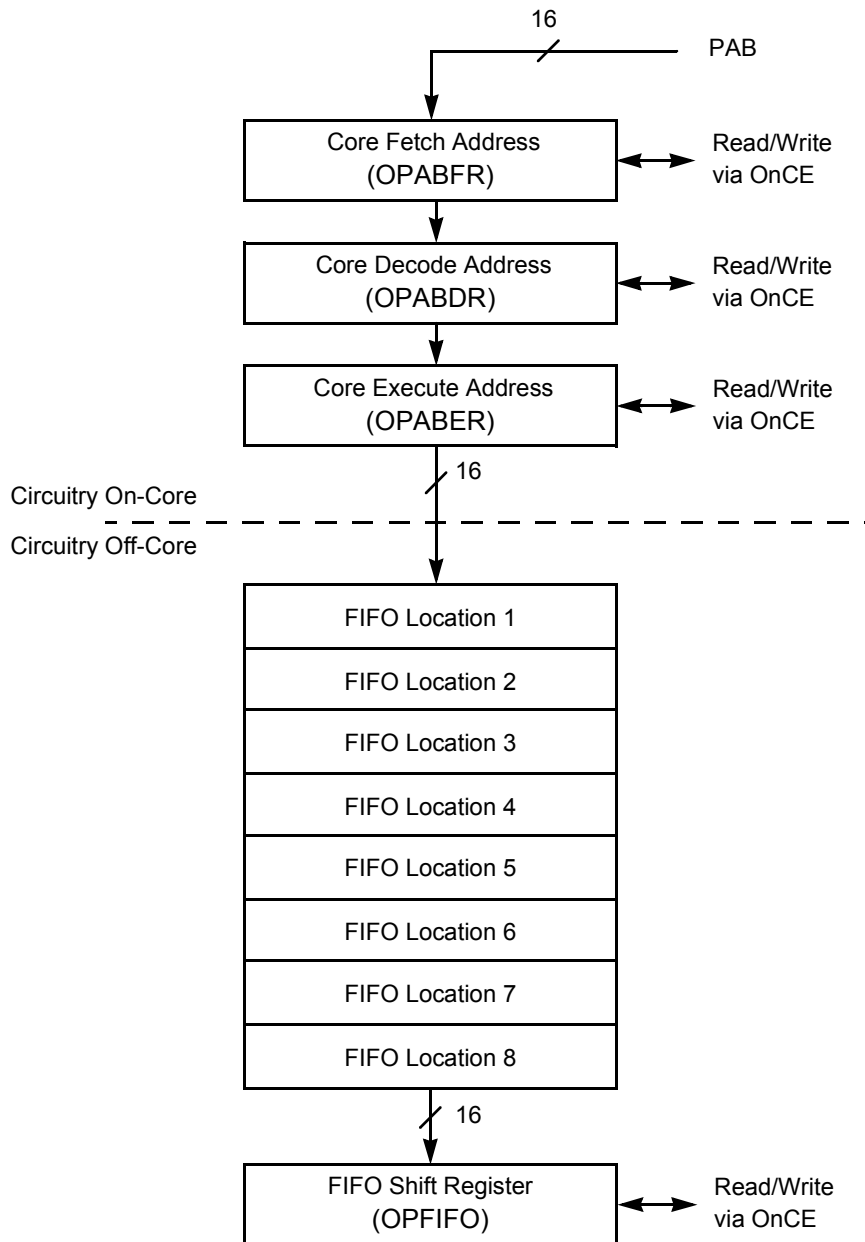 16
PAB
Core Fetch Address
(OPABFR)
Read/Write
via OnCE
Core Decode Address
(OPABDR)
Read/Write
via OnCE
Core Execute Address
(OPABER)
Read/Write
via OnCE
16
Circuitry On-Core
Circuitry Off-Core
FIFO Location 1
FIFO Location 2
FIFO Location 3
FIFO Location 4
FIFO Location 5
FIFO Location 6
FIFO Location 7
FIFO Location 8
16
FIFO Shift Register
(OPFIFO)
Read/Write
via OnCE